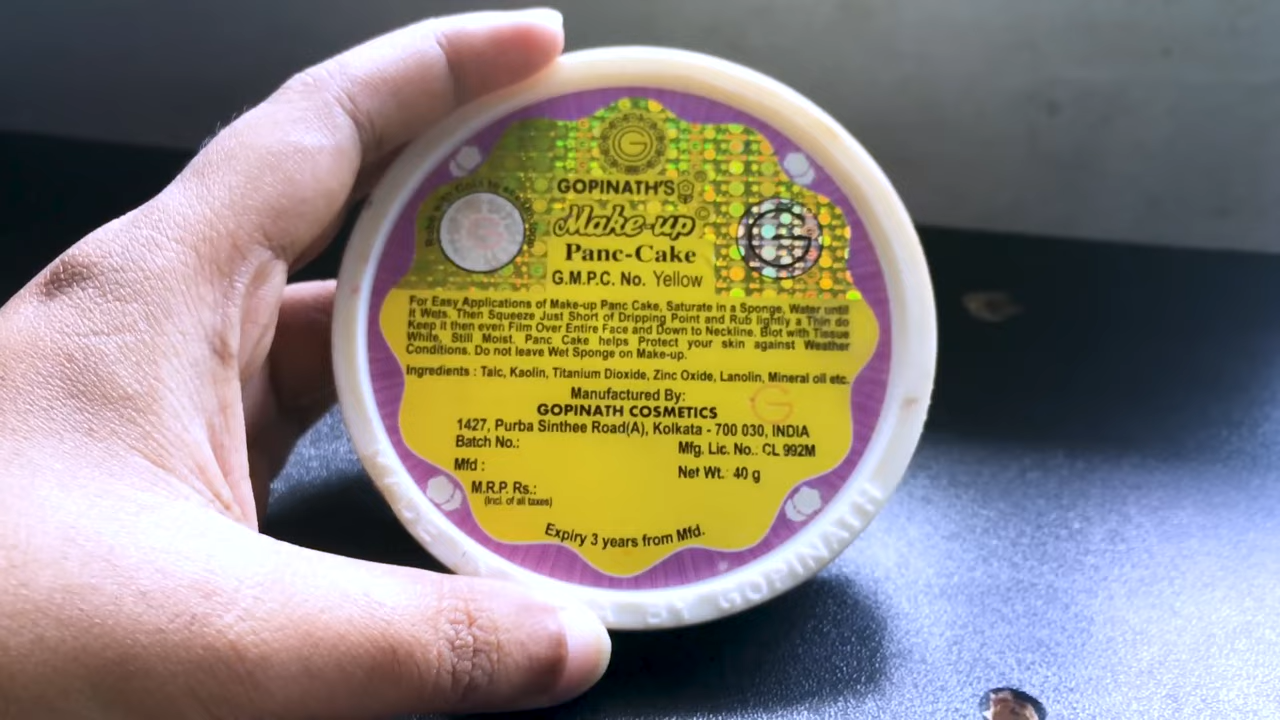 G
GOPINATH'S
Make-up ©
Panc-Cake
G.M.P.C. No. Yellow
For Easy Applications of Make-up Panc Cake, Saturate in a Sponge, Water until
it Wets. Then Squeeze Just Short of Dripping Point and Rub lightly a Thin do
Keep it then even Film Over Entire Face and Down to Neckline. Blot with Tissue
White, Still Moist. Panc Cake helps Protect your skin against Weather
Conditions. Do not leave Wet Sponge on Make-up.
Ingredients : Talc, Kaolin, Titanium Dioxide, Zinc Oxide, Lanolin, Mineral oil etc.
Manufactured By:
GOPINATH COSMETICS
1427, Purba Sinthee Road(A), Kolkata - 700 030, INDIA
Batch No.:
Mfg. Lic. No.: CL 992M
Mfd :
Net Wt. 40 g
M.R.P. Rs.:
(Incl. of all taxes)
Expiry 3 years from Mfd.
BY GOPINATH